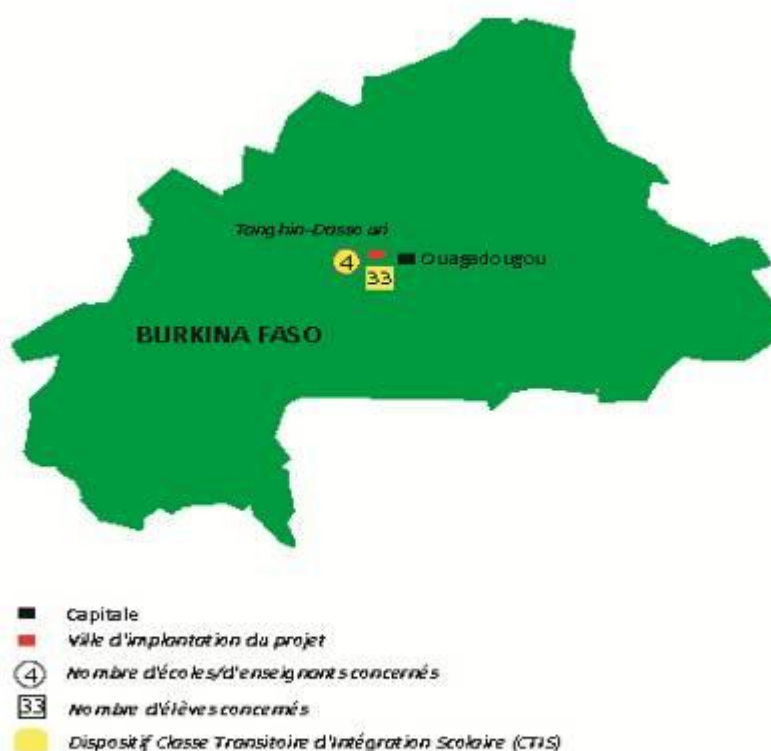 Tanghin-Dassouri
4
Ouagadougou
33
BURKINA FASO
Capitale
Ville d'implantation du projet
4 Nombre d'écoles/d'enseignants concernés
33 Nombre d'élèves concernés
Dispositif Classe Transitoire d'Intégration Scolaire (CTIS)